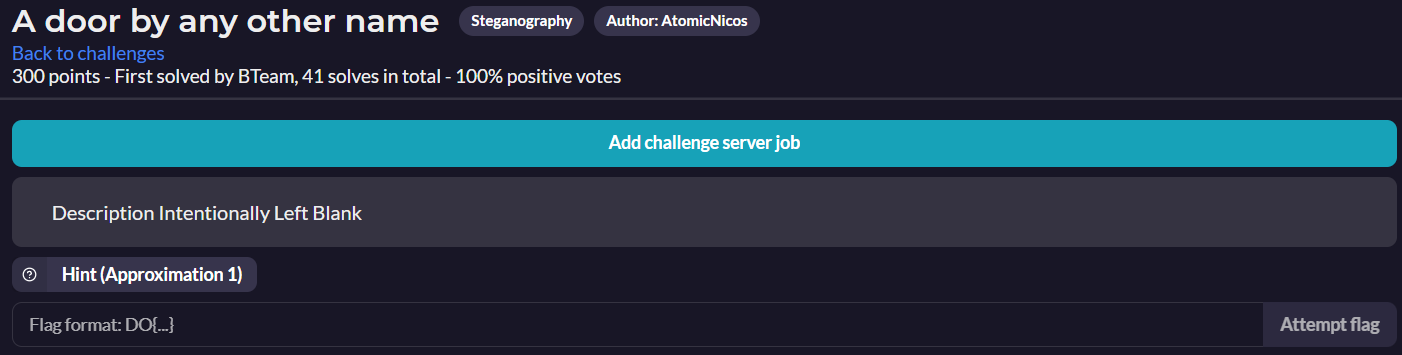 A door by any other name Steganography Author: AtomicNicos
Back to challenges
300 points - First solved by BTeam, 41 solves in total - 100% positive votes
Add challenge server job
Description Intentionally Left Blank
Hint (Approximation 1)
Flag format: DO{...} Attempt flag